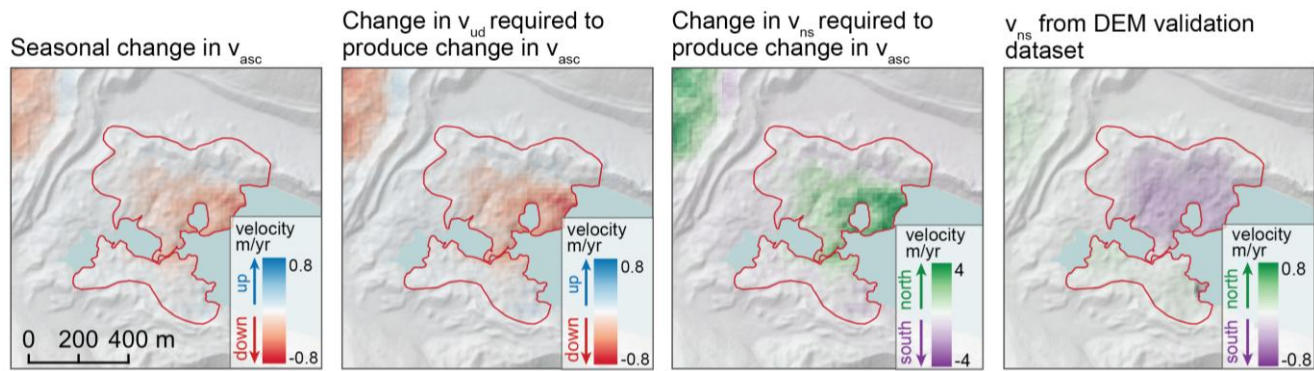 Seasonal change in v_asc
velocity
m/yr
0.8
up
down
-0.8
0 200 400 m
Change in v_ud required to
produce change in v_asc
velocity
m/yr
0.8
up
down
-0.8
Change in v_ns required to
produce change in v_asc
velocity
m/yr
4
north
south
-4
v_ns from DEM validation
dataset
velocity
m/yr
0.8
north
south
-0.8